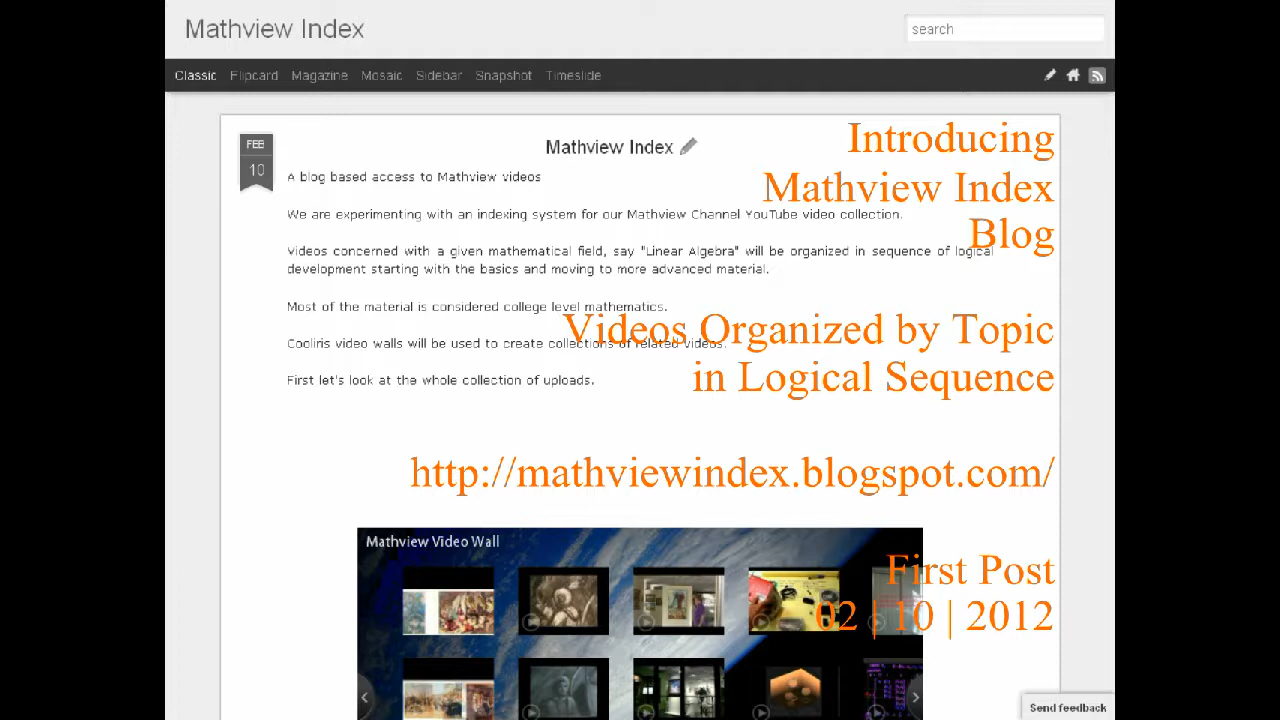 Mathview Index
search
Classic Flipcard Magazine Mosaic Sidebar Snapshot Timeslide
FEB
10
Mathview Index
A blog based access to Mathview videos
We are experimenting with an indexing system for our Mathview Channel YouTube video collection.
Videos concerned with a given mathematical field, say "Linear Algebra" will be organized in sequence of logical
development starting with the basics and moving to more advanced material.
Most of the material is considered college level mathematics.
Cooliris video walls will be used to create collections of related videos.
First let's look at the whole collection of uploads.
Introducing
Mathview Index
Blog
Videos Organized by Topic
in Logical Sequence
http://mathviewindex.blogspot.com/
First Post
02 | 10 | 2012
Mathview Video Wall
Send feedback